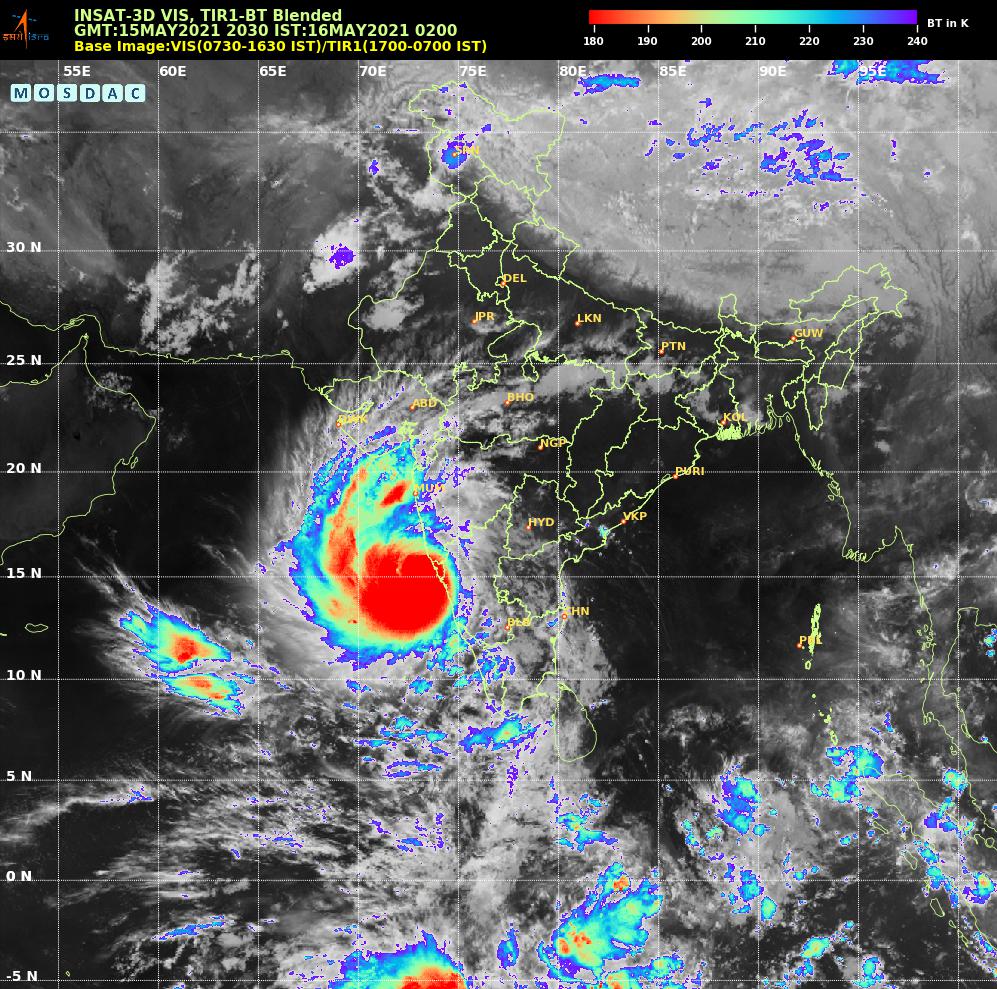 INSAT-3D VIS, TIR1-BT Blended
GMT:15MAY2021 2030 IST:16MAY2021 0200
Base Image:VIS(0730-1630 IST)/TIR1(1700-0700 IST)
BT in K
180 190 200 210 220 230 240
55E 60E 65E 70E 75E 80E 85E 90E 95E
MOSDAC
SRN
30 N
DEL
JPR LKN
GUW
PTN
25 N
BHO
ABD
KOL
NGP
20 N
PURI
MUM
VKP
HYD
15 N
CHN
BLR
10 N
5 N
0 N
-5 N